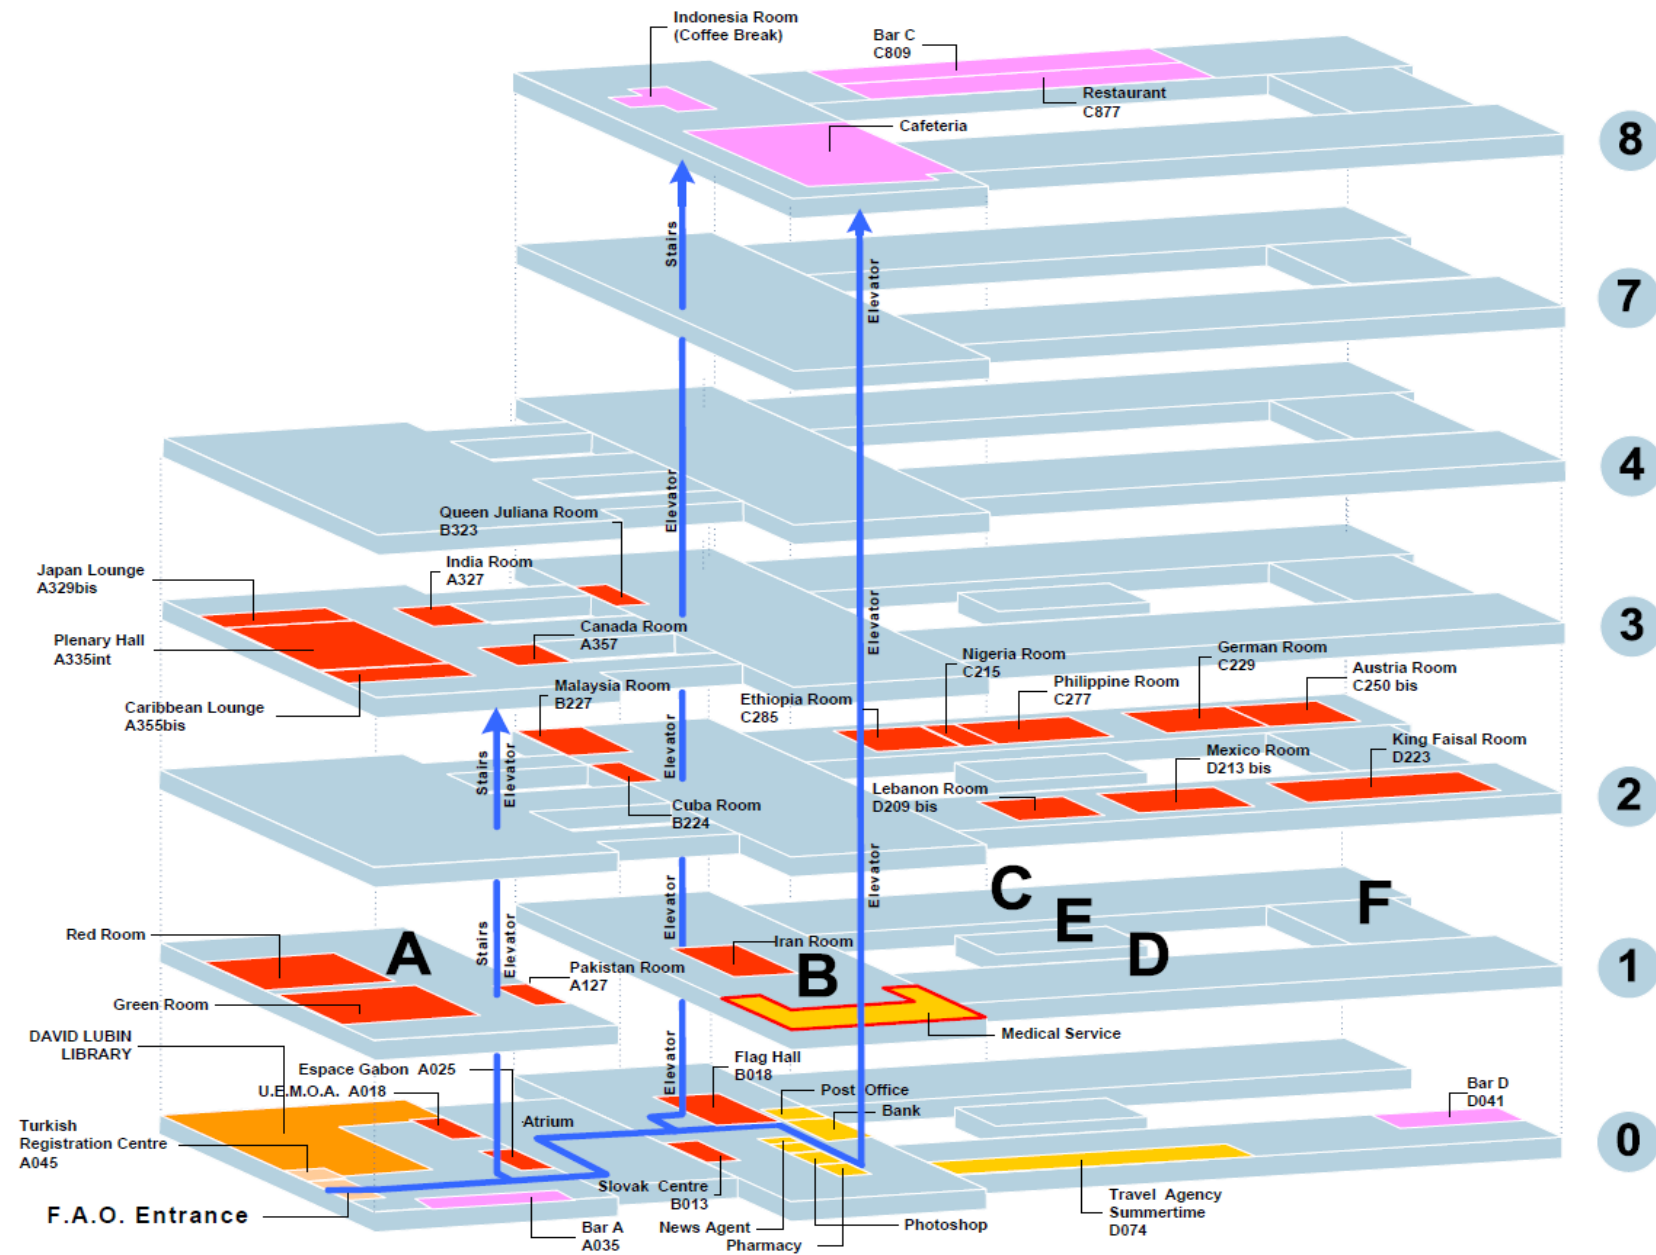 Indonesia Room
(Coffee Break)
Bar C
C809
Restaurant
C877
Cafeteria
8
Stairs
Elevator
7
4
Elevator
Queen Juliana Room
B323
Japan Lounge
A329bis
India Room
A327
Plenary Hall
A335int
Canada Room
A357
Elevator
3
Caribbean Lounge
A355bis
Malaysia Room
B227
Ethiopia Room
C285
Nigeria Room
C215
Philippine Room
C277
German Room
C229
Austria Room
C250 bis
Stairs
Elevator
Elevator
Cuba Room
B224
Lebanon Room
D209 bis
Mexico Room
D213 bis
King Faisal Room
D223
2
Elevator
C
E
F
D
Red Room
A
Stairs
Elevator
Elevator
Iran Room
B
1
Pakistan Room
A127
Green Room
Medical Service
DAVID LUBIN
LIBRARY
Espace Gabon A025
U.E.M.O.A. A018
Elevator
Flag Hall
B018
Post Office
Bank
Bar D
D041
Turkish
Registration Centre
A045
Atrium
0
F.A.O. Entrance
Slovak Centre
B013
Bar A
A035
News Agent
Pharmacy
Photoshop
Travel Agency
Summertime
D074